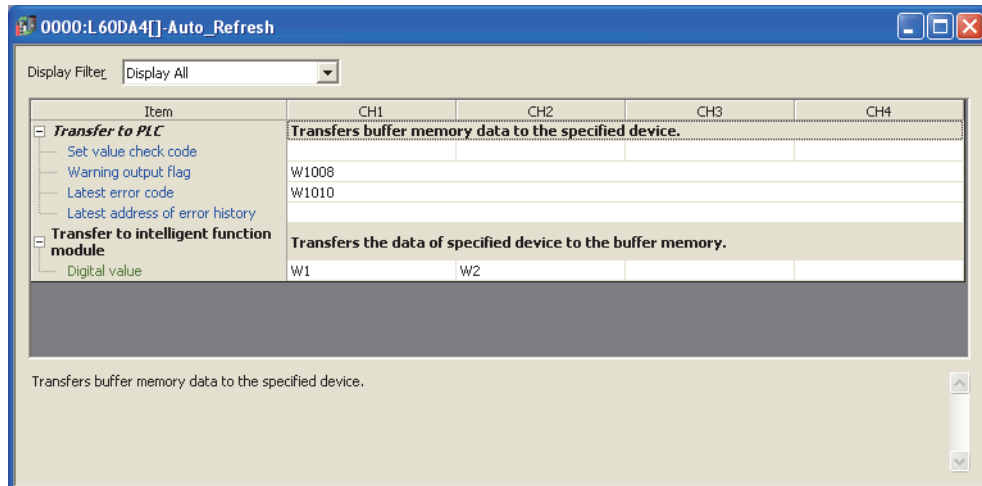 0000:L60DA4[]-Auto_Refresh
Display Filter Display All
Item CH1 CH2 CH3 CH4
Transfer to PLC Transfers buffer memory data to the specified device.
Set value check code
Warning output flag W1008
Latest error code W1010
Latest address of error history
Transfer to intelligent function
module Transfers the data of specified device to the buffer memory.
Digital value W1 W2
Transfers buffer memory data to the specified device.